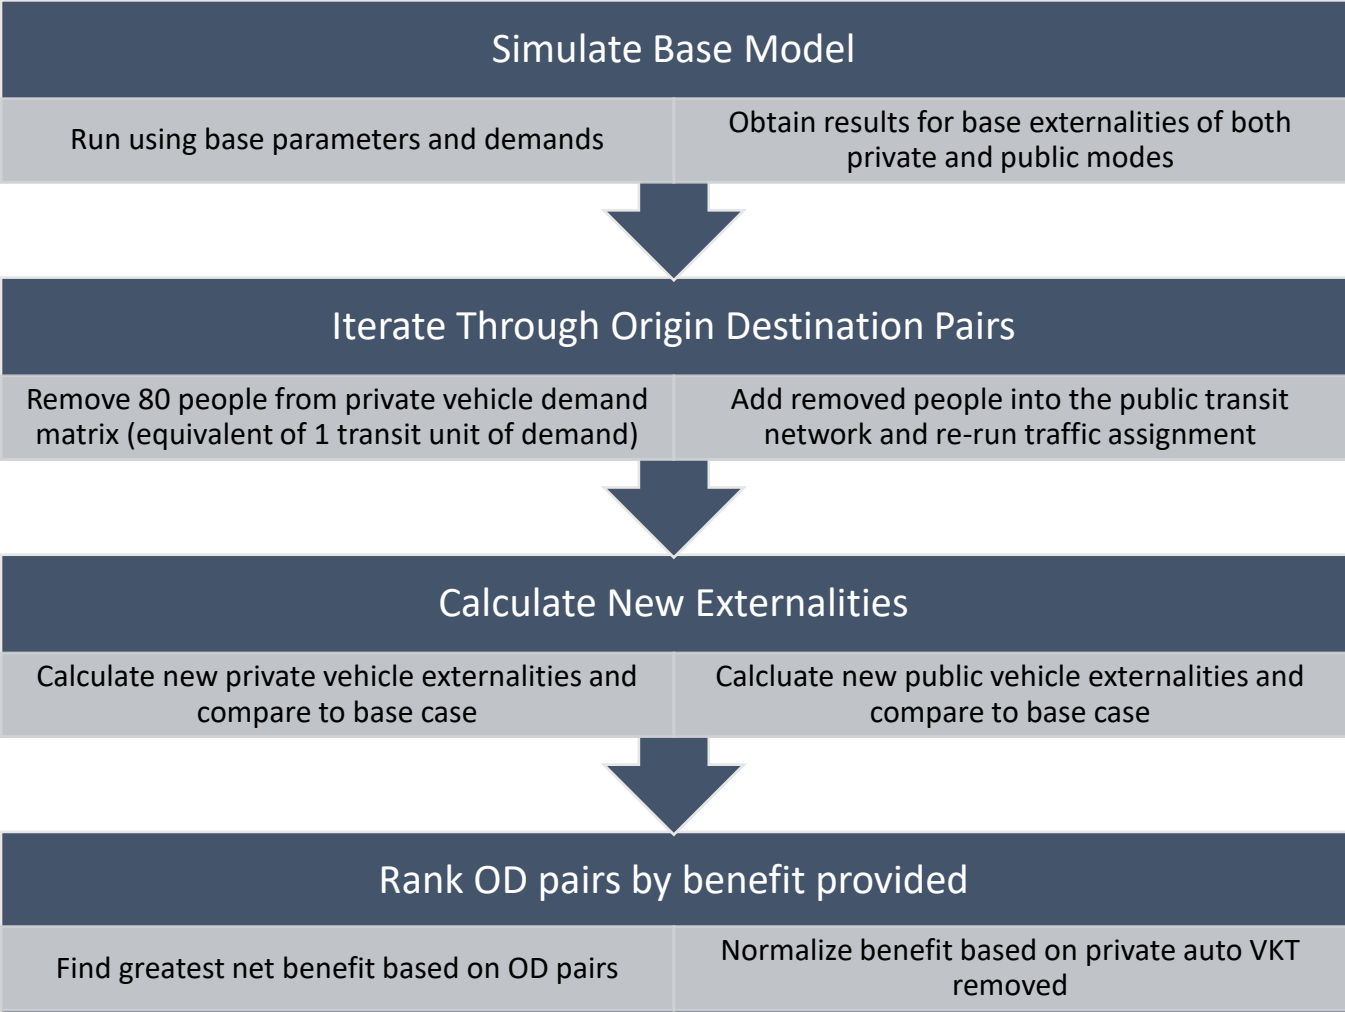 Simulate Base Model
Run using base parameters and demands
Obtain results for base externalities of both
private and public modes
Iterate Through Origin Destination Pairs
Remove 80 people from private vehicle demand
matrix (equivalent of 1 transit unit of demand)
Add removed people into the public transit
network and re-run traffic assignment
Calculate New Externalities
Calculate new private vehicle externalities and
compare to base case
Calcluate new public vehicle externalities and
compare to base case
Rank OD pairs by benefit provided
Find greatest net benefit based on OD pairs
Normalize benefit based on private auto VKT
removed